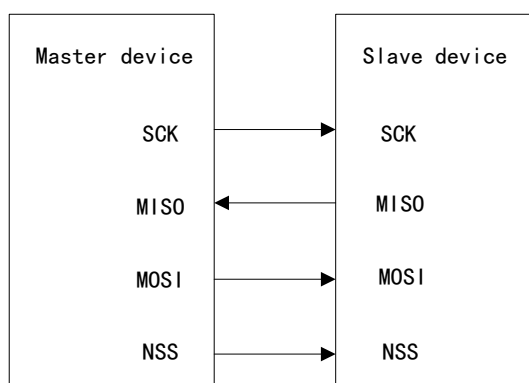 Master device Slave device
SCK SCK
MISO MISO
MOSI MOSI
NSS NSS